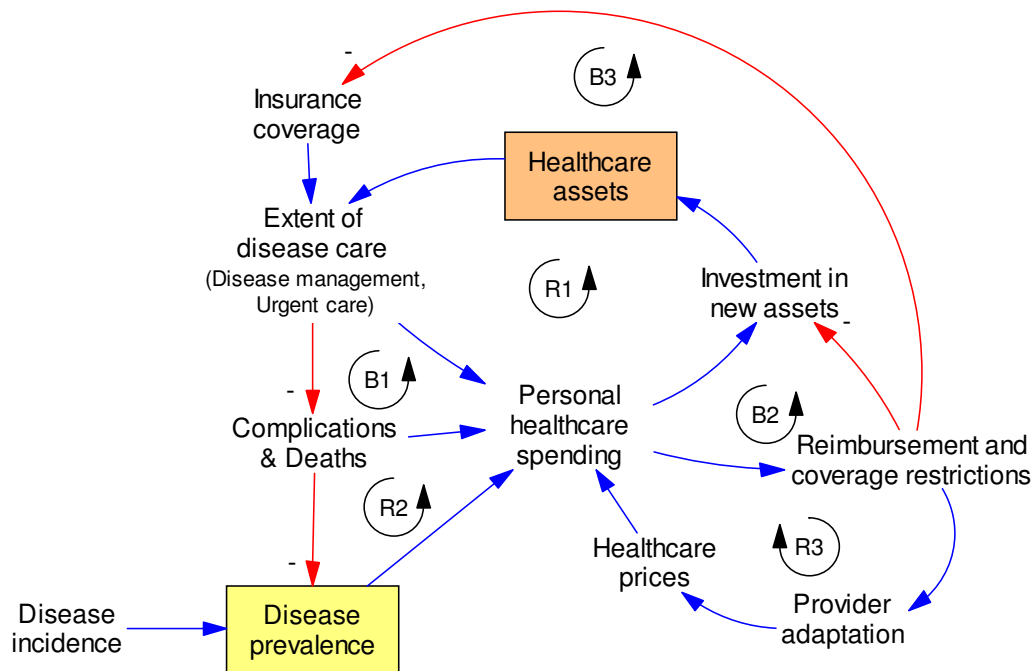 -
B3
Insurance
coverage
Healthcare
assets
Extent of
disease care
(Disease management,
Urgent care)
R1
Investment in
new assets
-
B1
-
Personal
healthcare
spending
B2
Complications
& Deaths
Reimbursement and
coverage restrictions
R2
Healthcare
prices
R3
-
Disease
incidence
Disease
prevalence
Provider
adaptation